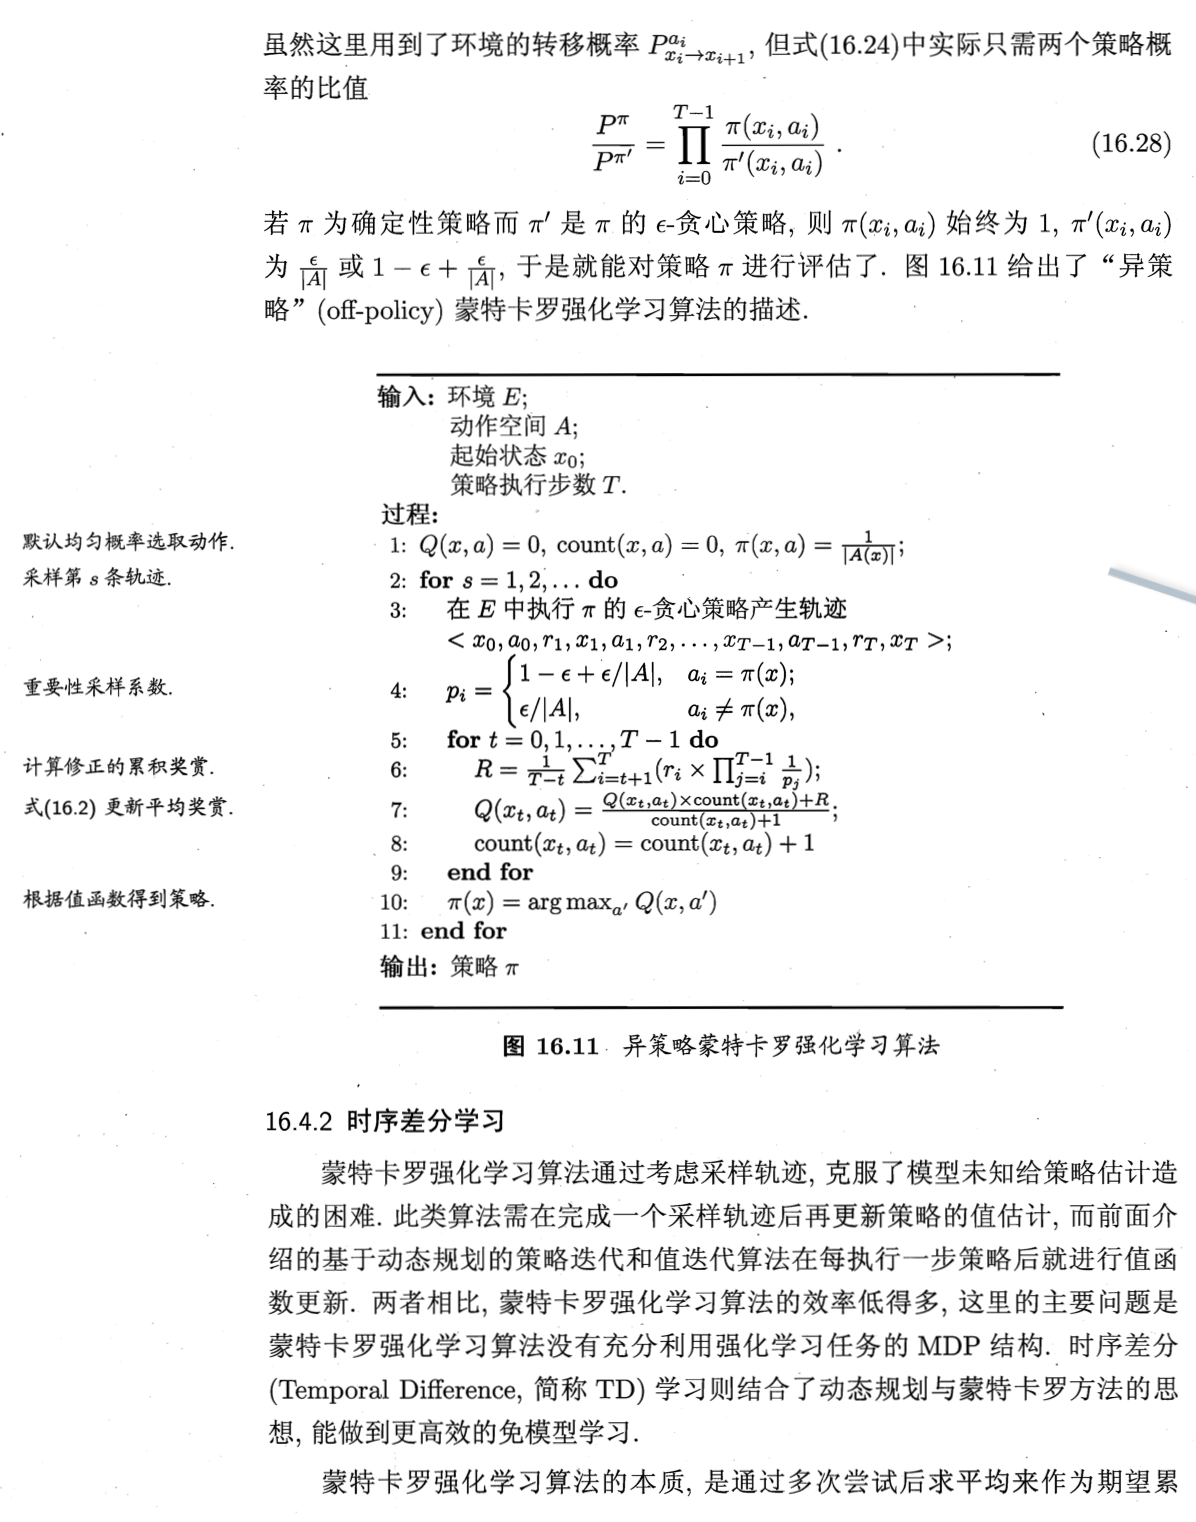 虽然这里用到了环境的转移概率 $P^{a_i}_{x_i \to x_{i+1}}$, 但式(16.24)中实际只需两个策略概
率的比值
$\frac{P^{\pi}}{P^{\pi'}} = \prod_{i=0}^{T-1} \frac{\pi(x_i, a_i)}{\pi'(x_i, a_i)}$ . (16.28)
若 $\pi$ 为确定性策略而 $\pi'$ 是 $\pi$ 的 $\epsilon$-贪心策略, 则 $\pi(x_i, a_i)$ 始终为 1, $\pi'(x_i, a_i)$
为 $\frac{\epsilon}{|A|}$ 或 $1 - \epsilon + \frac{\epsilon}{|A|}$, 于是就能对策略 $\pi$ 进行评估了. 图 16.11 给出了“异策
略”(off-policy) 蒙特卡罗强化学习算法的描述.
输入: 环境 $E$;
动作空间 $A$;
起始状态 $x_0$;
策略执行步数 $T$.
过程:
默认均匀概率选取动作.
1: $Q(x, a) = 0$, count$(x, a) = 0$, $\pi(x, a) = \frac{1}{|A(x)|}$;
采样第 $s$ 条轨迹.
2: for $s = 1, 2, \ldots$ do
3: 在 $E$ 中执行 $\pi$ 的 $\epsilon$-贪心策略产生轨迹
$< x_0, a_0, r_1, x_1, a_1, r_2, \ldots, x_{T-1}, a_{T-1}, r_T, x_T >$;
重要性采样系数.
4: $p_i = \begin{cases} 1 - \epsilon + \epsilon/|A|, & a_i = \pi(x); \\ \epsilon/|A|, & a_i \neq \pi(x), \end{cases}$
5: for $t = 0, 1, \ldots, T - 1$ do
计算修正的累积奖赏.
6: $R = \frac{1}{T-t} \sum_{i=t+1}^{T} (r_i \times \prod_{j=i}^{T-1} \frac{1}{p_j})$;
式(16.2) 更新平均奖赏.
7: $Q(x_t, a_t) = \frac{Q(x_t, a_t) \times \text{count}(x_t, a_t) + R}{\text{count}(x_t, a_t) + 1}$;
8: count$(x_t, a_t)$ = count$(x_t, a_t) + 1$
9: end for
根据值函数得到策略.
10: $\pi(x) = \arg\max_{a'} Q(x, a')$
11: end for
输出: 策略 $\pi$
图 16.11 异策略蒙特卡罗强化学习算法
16.4.2 时序差分学习
蒙特卡罗强化学习算法通过考虑采样轨迹, 克服了模型未知给策略估计造
成的困难. 此类算法需在完成一个采样轨迹后再更新策略的值估计, 而前面介
绍的基于动态规划的策略迭代和值迭代算法在每执行一步策略后就进行值函
数更新. 两者相比, 蒙特卡罗强化学习算法的效率低得多, 这里的主要问题是
蒙特卡罗强化学习算法没有充分利用强化学习任务的 MDP 结构. 时序差分
(Temporal Difference, 简称 TD) 学习则结合了动态规划与蒙特卡罗方法的思
想, 能做到更高效的免模型学习.
蒙特卡罗强化学习算法的本质, 是通过多次尝试后求平均来作为期望累